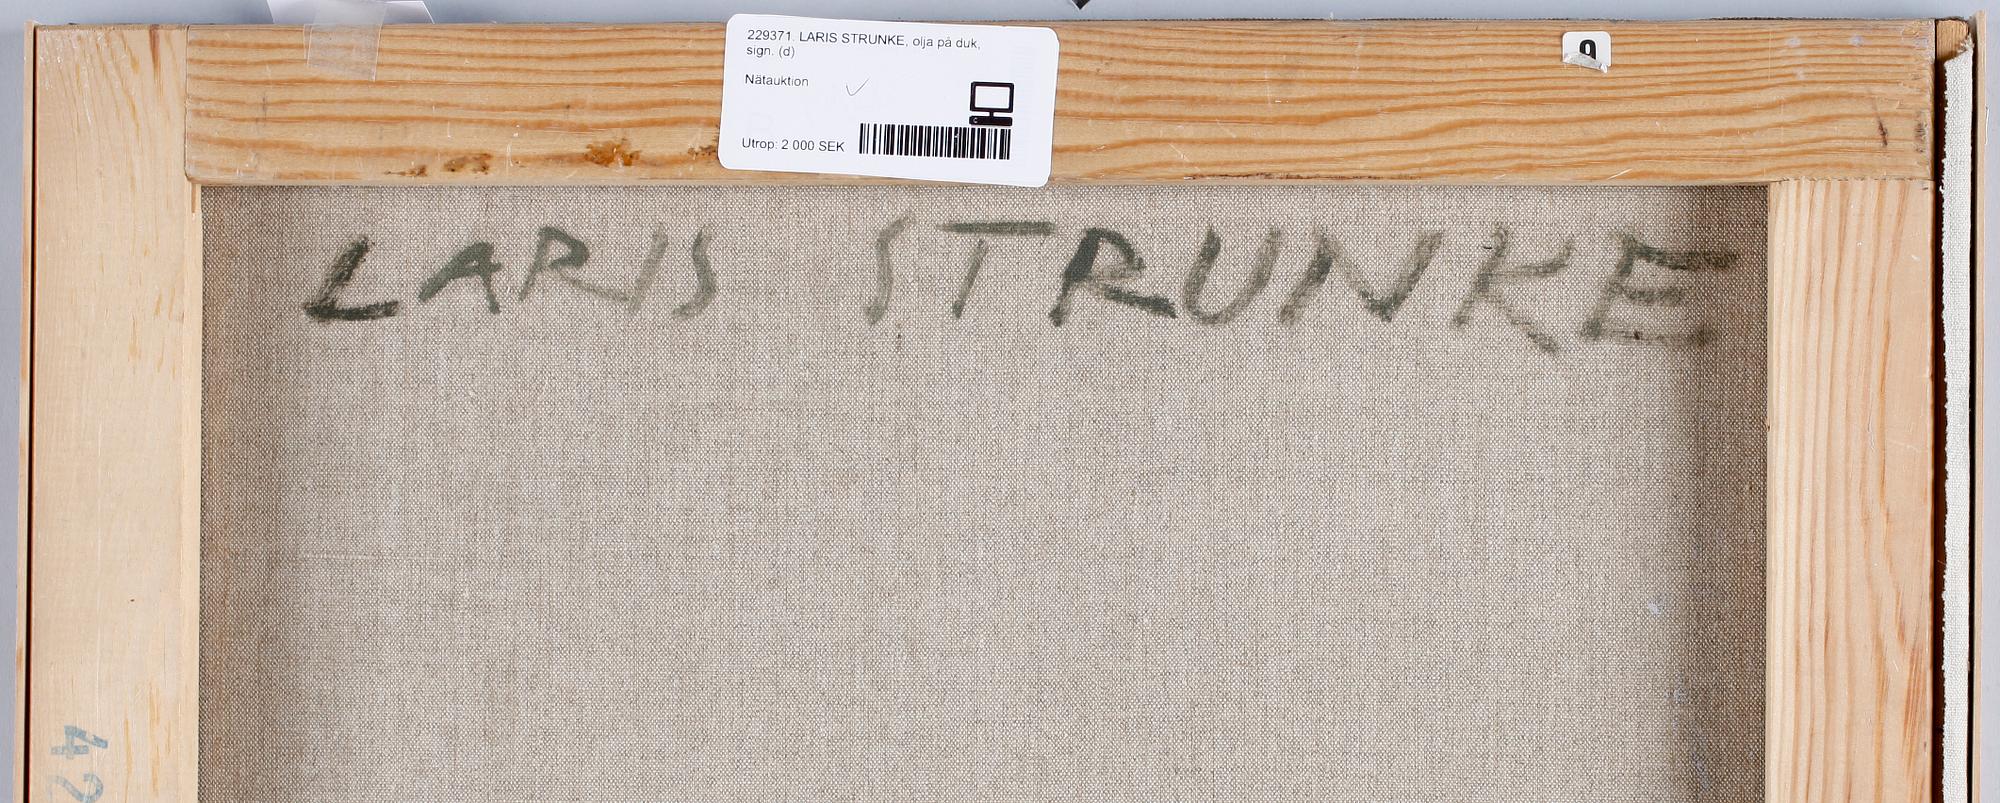 229371. LARIS STRUNKE, olja på duk,
sign. (d)
Nätauktion
Utrop: 2 000 SEK
9
LARIS STRUNKE
42